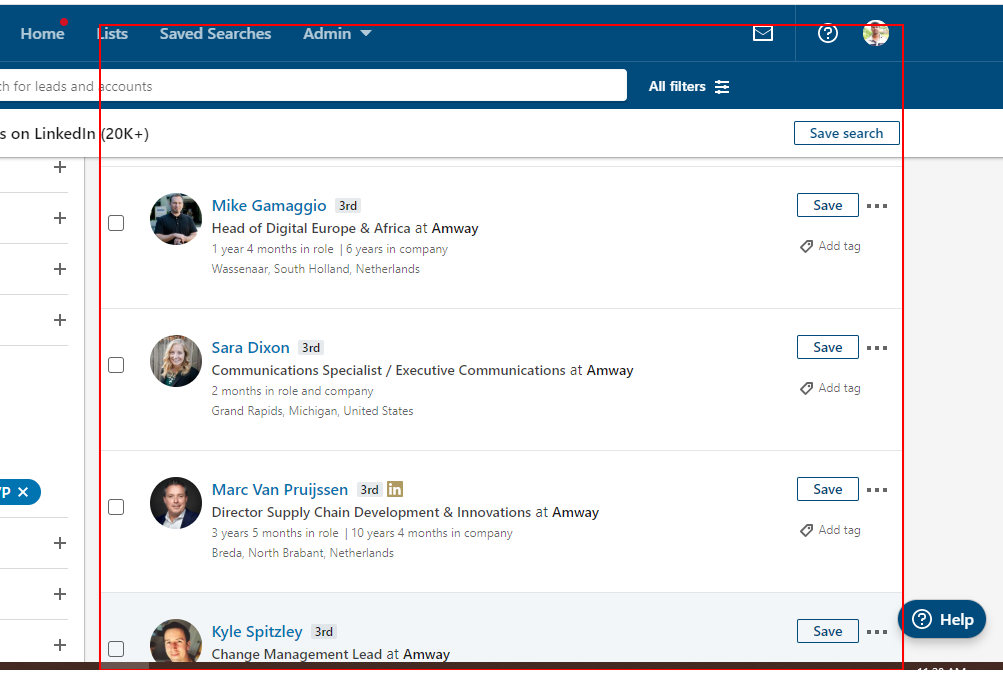 Home Lists Saved Searches Admin
ch for leads and accounts All filters
s on LinkedIn (20K+) Save search
Mike Gamaggio 3rd Save
Head of Digital Europe & Africa at Amway
1 year 4 months in role | 6 years in company Add tag
Wassenaar, South Holland, Netherlands
Sara Dixon 3rd Save
Communications Specialist / Executive Communications at Amway
2 months in role and company Add tag
Grand Rapids, Michigan, United States
Marc Van Pruijssen 3rd in Save
Director Supply Chain Development & Innovations at Amway
3 years 5 months in role | 10 years 4 months in company Add tag
Breda, North Brabant, Netherlands
Kyle Spitzley 3rd Save
Change Management Lead at Amway
Help